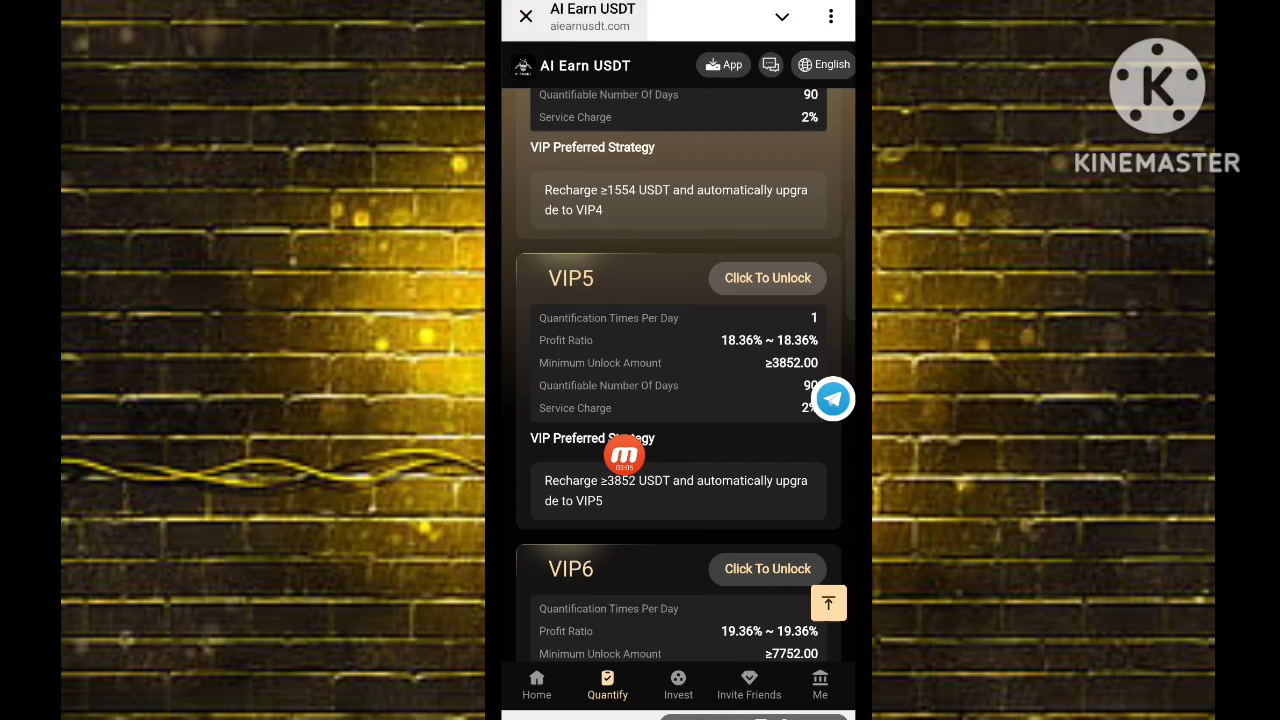 AI Earn USDT
aiearnusdt.com
AI Earn USDT
App
English
Quantifiable Number Of Days 90
Service Charge 2%
VIP Preferred Strategy
Recharge ≥1554 USDT and automatically upgra
de to VIP4
VIP5 Click To Unlock
Quantification Times Per Day 1
Profit Ratio 18.36% ~ 18.36%
Minimum Unlock Amount ≥3852.00
Quantifiable Number Of Days 90
Service Charge
VIP Preferred
03:05
Recharge ≥3852 USDT and automatically upgra
de to VIP5
VIP6 Click To Unlock
Quantification Times Per Day
Profit Ratio 19.36% ~ 19.36%
Minimum Unlock Amount ≥7752.00
Home Quantify Invest Invite Friends Me
K
KINEMASTER